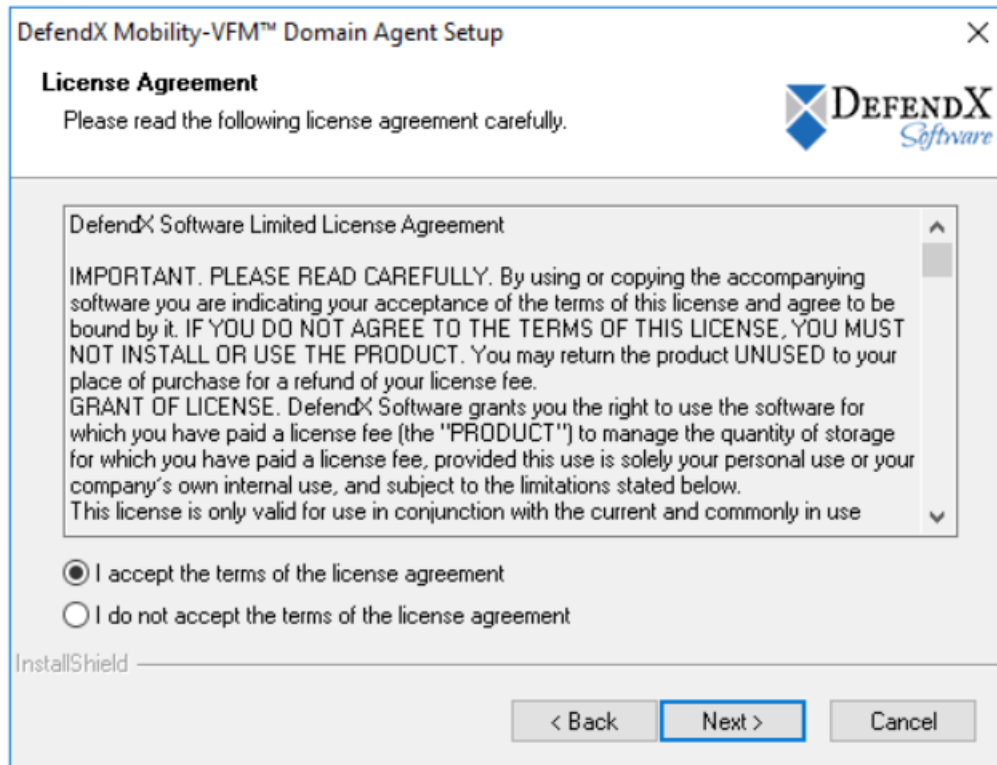 DefendX Mobility-VFM™ Domain Agent Setup
License Agreement
Please read the following license agreement carefully.
DEFENDX
Software
DefendX Software Limited License Agreement
IMPORTANT. PLEASE READ CAREFULLY. By using or copying the accompanying
software you are indicating your acceptance of the terms of this license and agree to be
bound by it. IF YOU DO NOT AGREE TO THE TERMS OF THIS LICENSE, YOU MUST
NOT INSTALL OR USE THE PRODUCT. You may return the product UNUSED to your
place of purchase for a refund of your license fee.
GRANT OF LICENSE. DefendX Software grants you the right to use the software for
which you have paid a license fee (the "PRODUCT") to manage the quantity of storage
for which you have paid a license fee, provided this use is solely your personal use or your
company's own internal use, and subject to the limitations stated below.
This license is only valid for use in conjunction with the current and commonly in use
I accept the terms of the license agreement
I do not accept the terms of the license agreement
InstallShield
< Back
Next >
Cancel